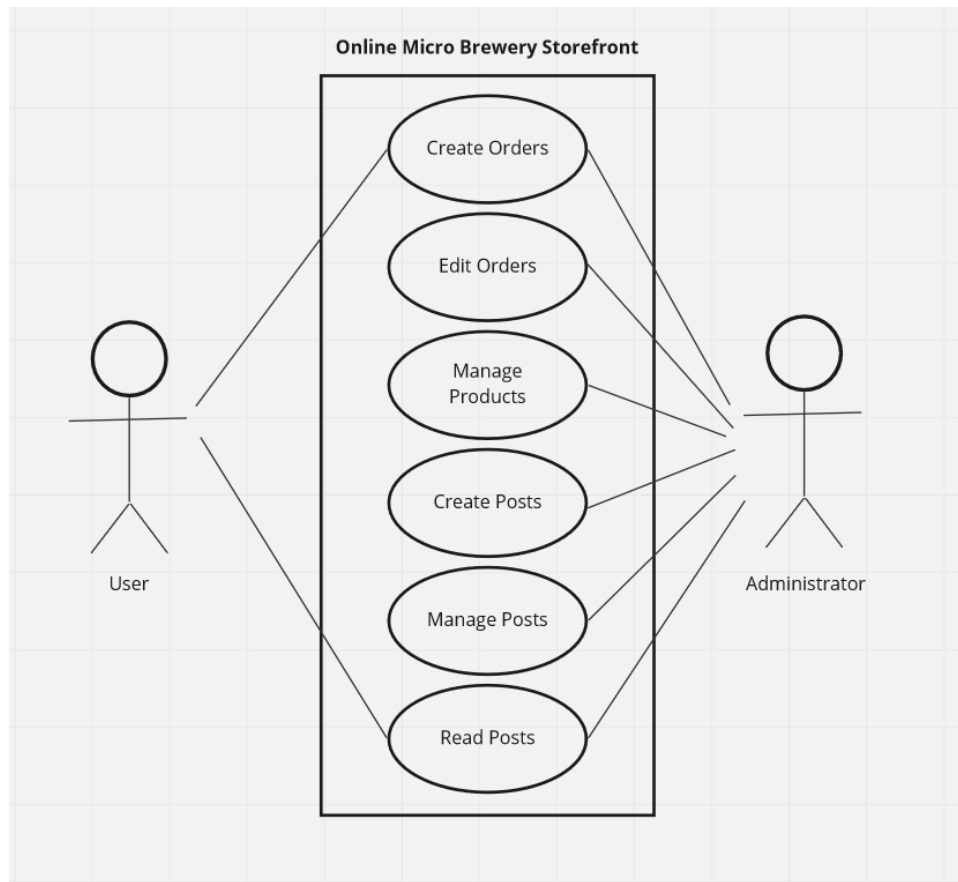 Online Micro Brewery Storefront
Create Orders
Edit Orders
Manage
Products
Create Posts
Manage Posts
Read Posts
User
Administrator